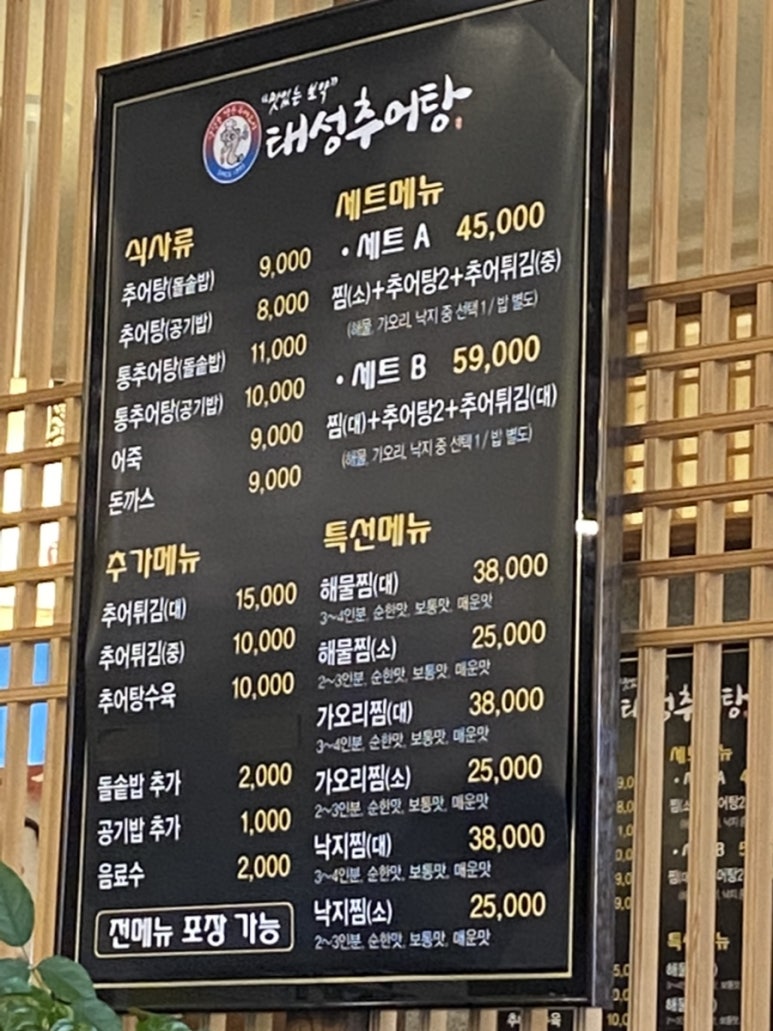 "맛있는 보약"
태성추어탕
식사류
추어탕(돌솥밥) 9,000
추어탕(공기밥) 8,000
통추어탕(돌솥밥) 11,000
통추어탕(공기밥) 10,000
어죽 9,000
돈까스 9,000
추가메뉴
추어튀김(대) 15,000
추어튀김(중) 10,000
추어탕수육 10,000
돌솥밥 추가 2,000
공기밥 추가 1,000
음료수 2,000
전메뉴 포장 가능
세트메뉴
· 세트 A 45,000
찜(소)+추어탕2+추어튀김(중)
(해물, 가오리, 낙지 중 선택 1 / 밥 별도)
· 세트 B 59,000
찜(대)+추어탕2+추어튀김(대)
(해물, 가오리, 낙지 중 선택 1 / 밥 별도)
특선메뉴
해물찜(대) 38,000
3~4인분, 순한맛, 보통맛, 매운맛
해물찜(소) 25,000
2~3인분, 순한맛, 보통맛, 매운맛
가오리찜(대) 38,000
3~4인분, 순한맛, 보통맛, 매운맛
가오리찜(소) 25,000
2~3인분, 순한맛, 보통맛, 매운맛
낙지찜(대) 38,000
3~4인분, 순한맛, 보통맛, 매운맛
낙지찜(소) 25,000
2~3인분, 순한맛, 보통맛, 매운맛